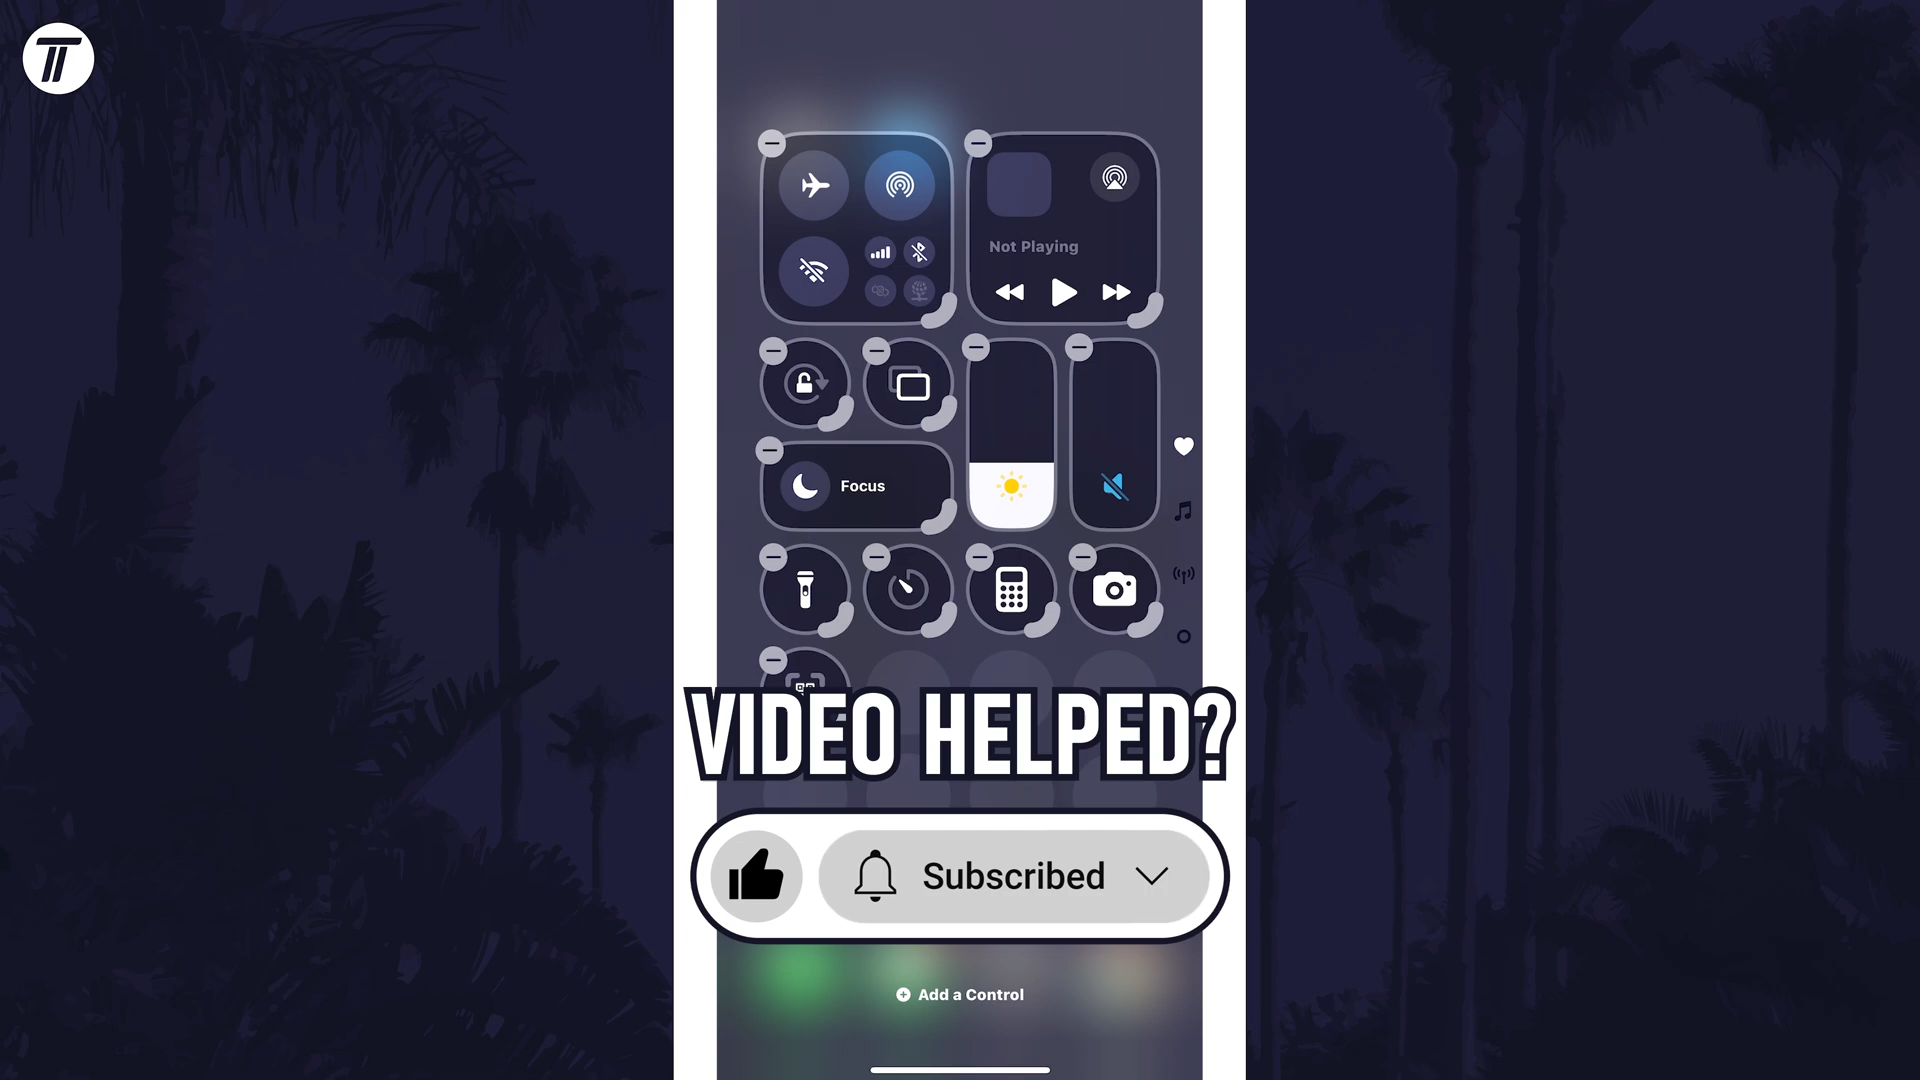 Not Playing
Focus
VIDEO HELPED?
Subscribed
Add a Control